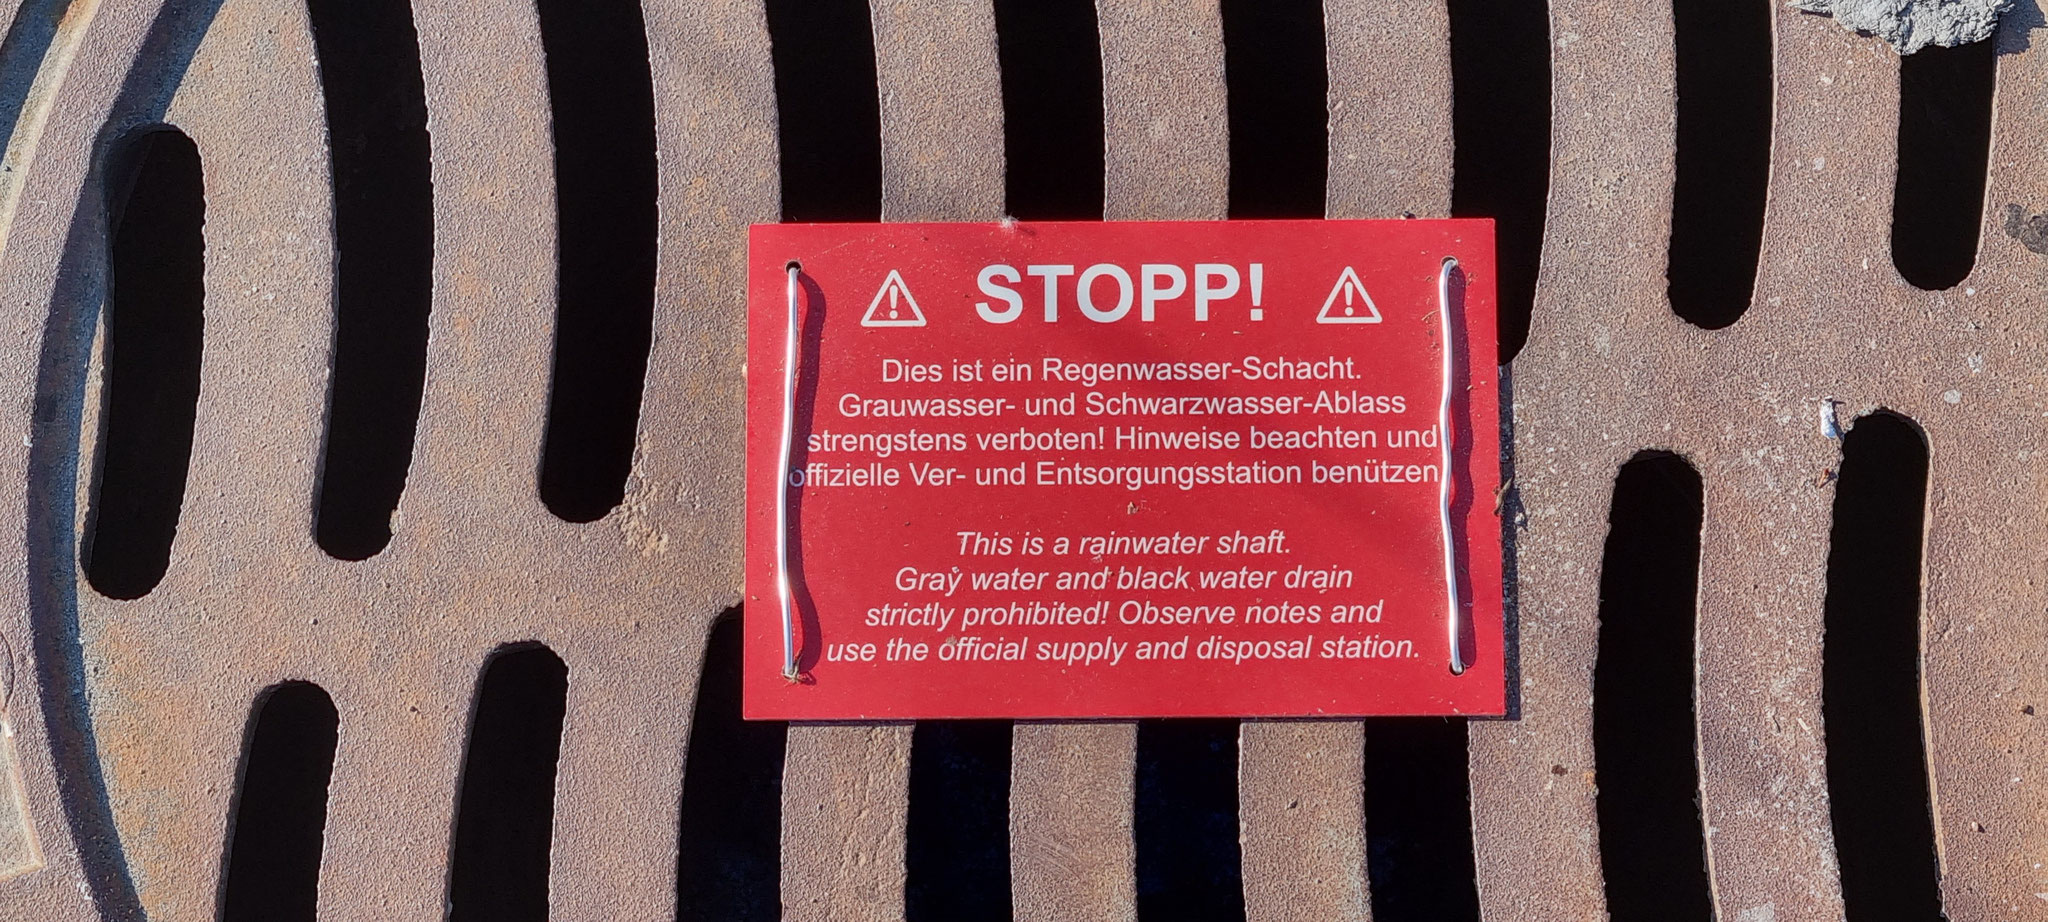 STOPP!
Dies ist ein Regenwasser-Schacht.
Grauwasser- und Schwarzwasser-Ablass
strengstens verboten! Hinweise beachten und
offizielle Ver- und Entsorgungsstation benützen
This is a rainwater shaft.
Gray water and black water drain
strictly prohibited! Observe notes and
use the official supply and disposal station.